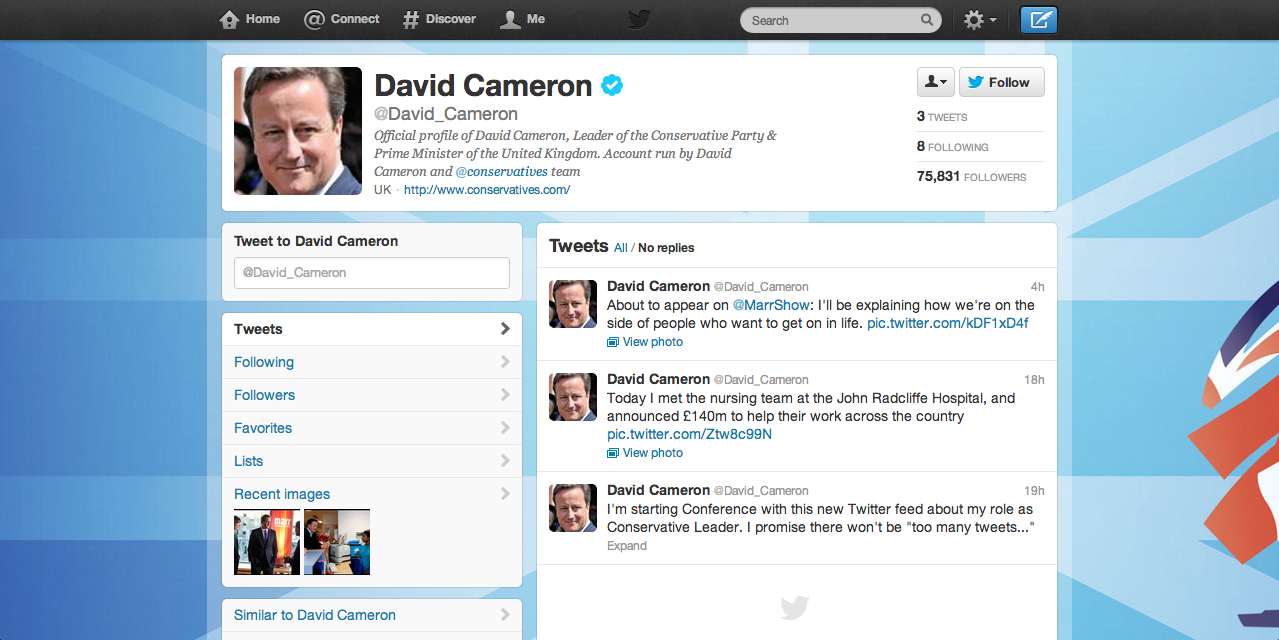 Home
Connect
Discover
Me
Search
David Cameron
@David_Cameron
Official profile of David Cameron, Leader of the Conservative Party &
Prime Minister of the United Kingdom. Account run by David
Cameron and @conservatives team
UK · http://www.conservatives.com/
Follow
3 TWEETS
8 FOLLOWING
75,831 FOLLOWERS
Tweet to David Cameron
@David_Cameron
Tweets
Following
Followers
Favorites
Lists
Recent images
marr
Similar to David Cameron
Tweets All / No replies
David Cameron @David_Cameron 4h
About to appear on @MarrShow: I'll be explaining how we're on the
side of people who want to get on in life. pic.twitter.com/kDF1xD4f
View photo
David Cameron @David_Cameron 18h
Today I met the nursing team at the John Radcliffe Hospital, and
announced £140m to help their work across the country
pic.twitter.com/Ztw8c99N
View photo
David Cameron @David_Cameron 19h
I'm starting Conference with this new Twitter feed about my role as
Conservative Leader. I promise there won't be "too many tweets..."
Expand